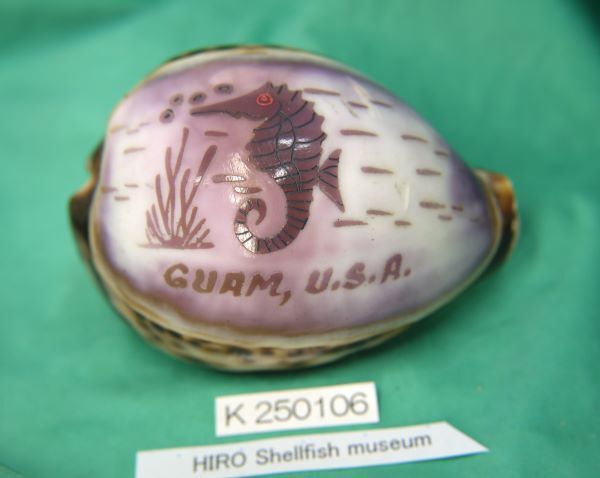 GUAM, U.S.A.
K 250106
HIRO Shellfish museum